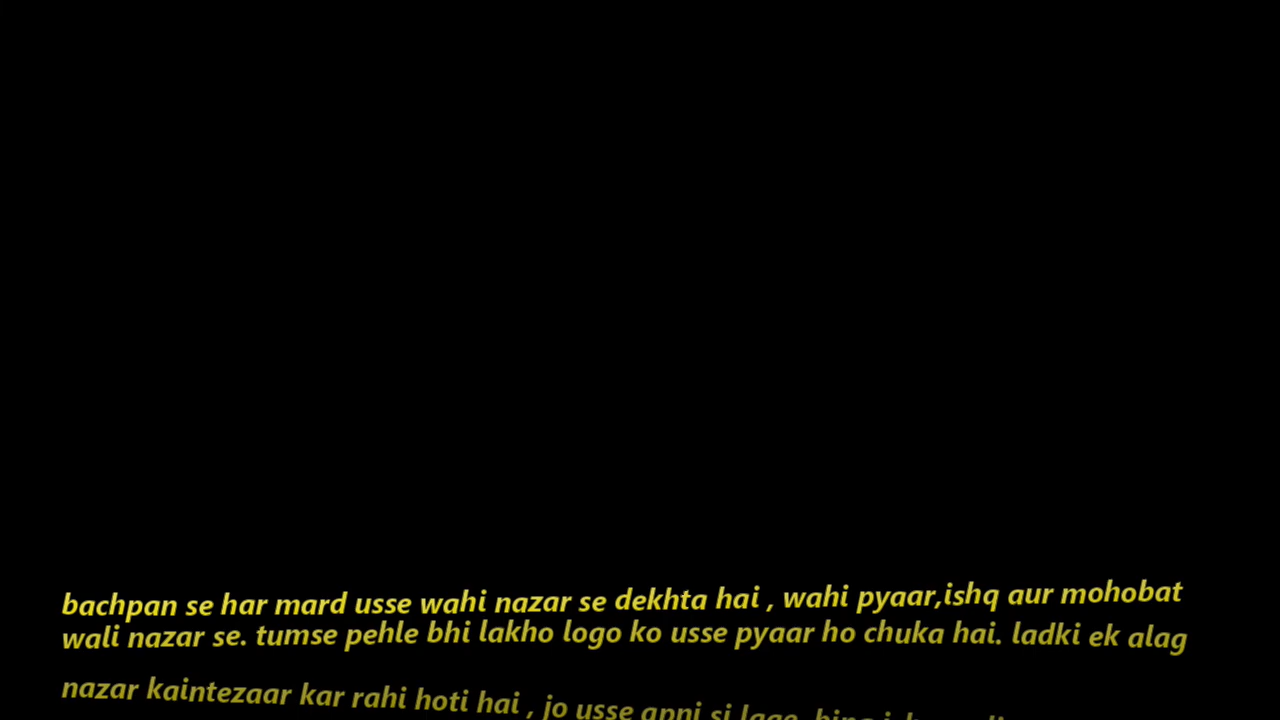 bachpan se har mard usse wahi nazar se dekhta hai , wahi pyaar,ishq aur mohobat
wali nazar se. tumse pehle bhi lakho logo ko usse pyaar ho chuka hai. ladki ek alag
nazar kaintezaar kar rahi hoti hai , jo usse apni si lage